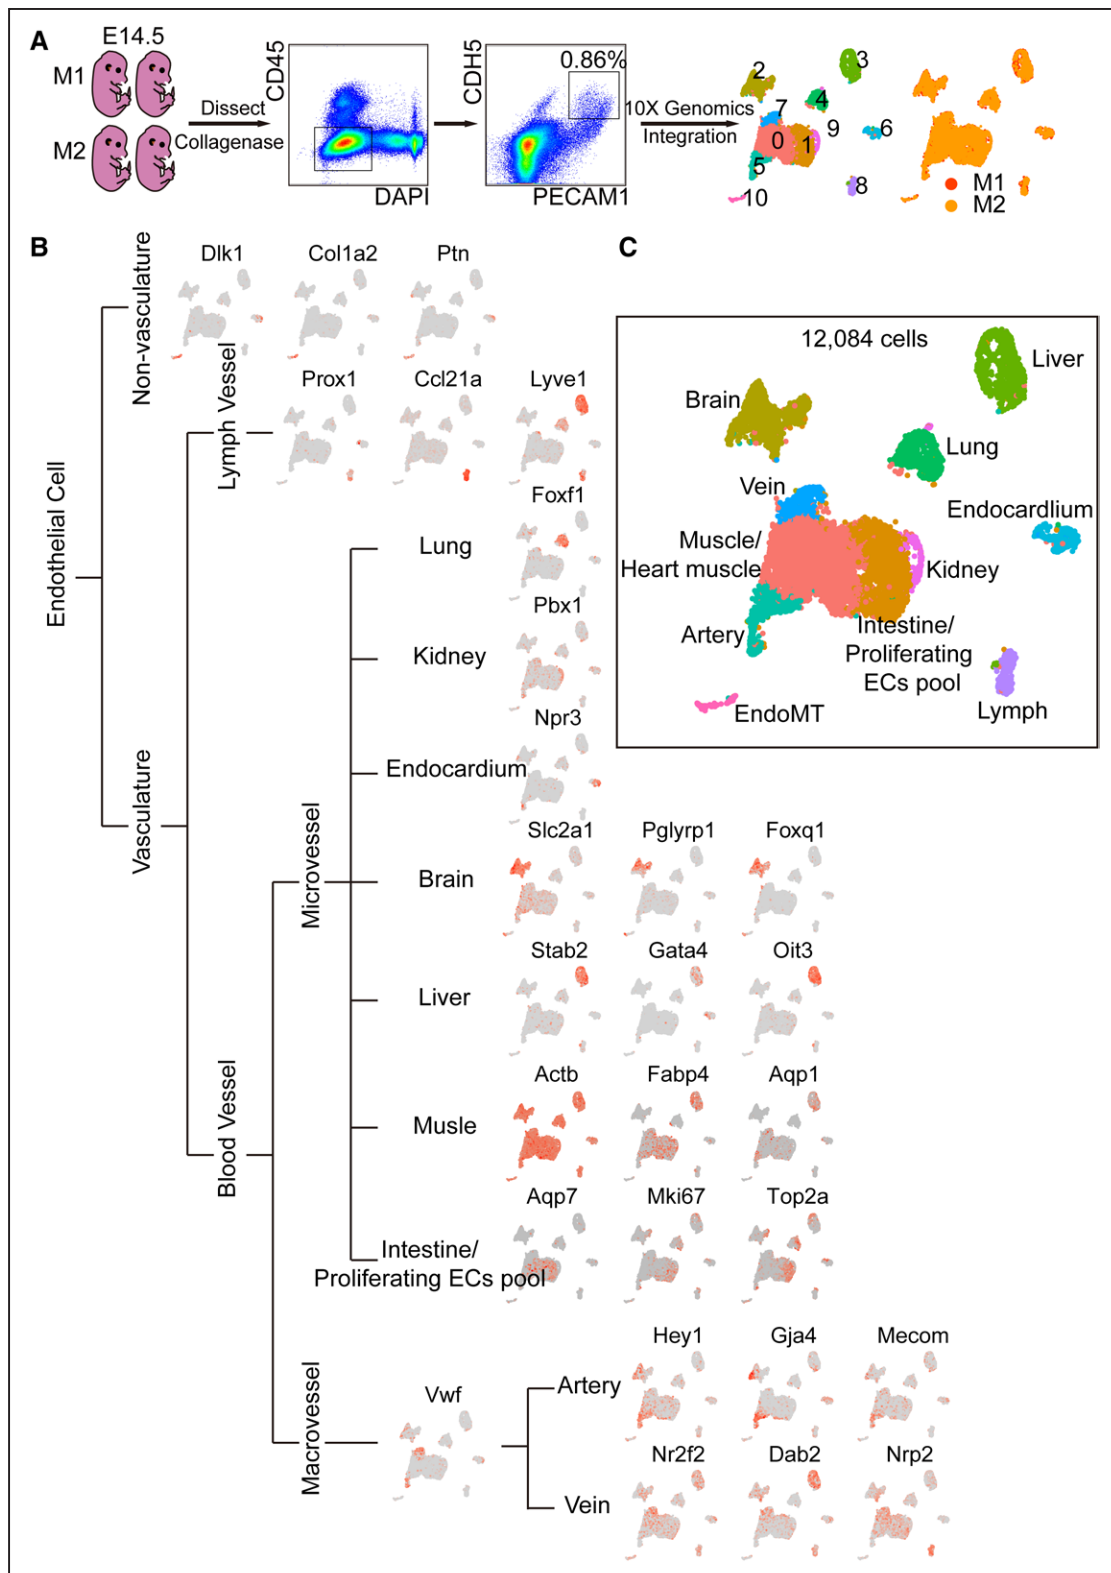 A
E14.5
M1
M2
Dissect
Collagenase
CD45
DAPI
CDH5
0.86%
PECAM1
10X Genomics
Integration
2
3
4
7
9
6
0
1
5
8
10
M1
M2
B
Endothelial Cell
Non-vasculature
Dlk1
Col1a2
Ptn
Vasculature
Lymph Vessel
Prox1
Ccl21a
Lyve1
Blood Vessel
Microvessel
Lung
Foxf1
Kidney
Pbx1
Endocardium
Npr3
Brain
Slc2a1
Pglyrp1
Foxq1
Liver
Stab2
Gata4
Oit3
Musle
Actb
Fabp4
Aqp1
Intestine/
Proliferating ECs pool
Aqp7
Mki67
Top2a
Macrovessel
Vwf
Artery
Hey1
Gja4
Mecom
Vein
Nr2f2
Dab2
Nrp2
C
12,084 cells
Liver
Brain
Lung
Vein
Endocardlium
Muscle/
Heart muscle
Kidney
Artery
Intestine/
Proliferating
ECs pool
EndoMT
Lymph